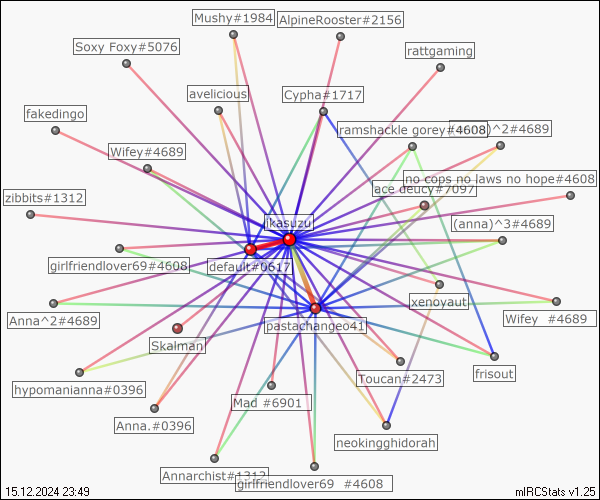 Mushy#1984
AlpineRooster#2156
Soxy Foxy#5076
rattgaming
avelicious
Cypha#1717
fakedingo
ramshackle gorey#4608
)^2#4689
Wifey#4689
no cops no laws no hope#4608
ace deucy#7097
zibbits#1312
ikasuzu
(anna)^3#4689
default#0617
girlfriendlover69#4608
xenoyaut
Anna^2#4689
pastachangeo41
Wifey #4689
Skalman
frisout
Toucan#2473
hypomanianna#0396
Mad #6901
Anna.#0396
neokingghidorah
Annarchist#1312
girlfriendlover69 #4608
15.12.2024 23:49
mIRCStats v1.25